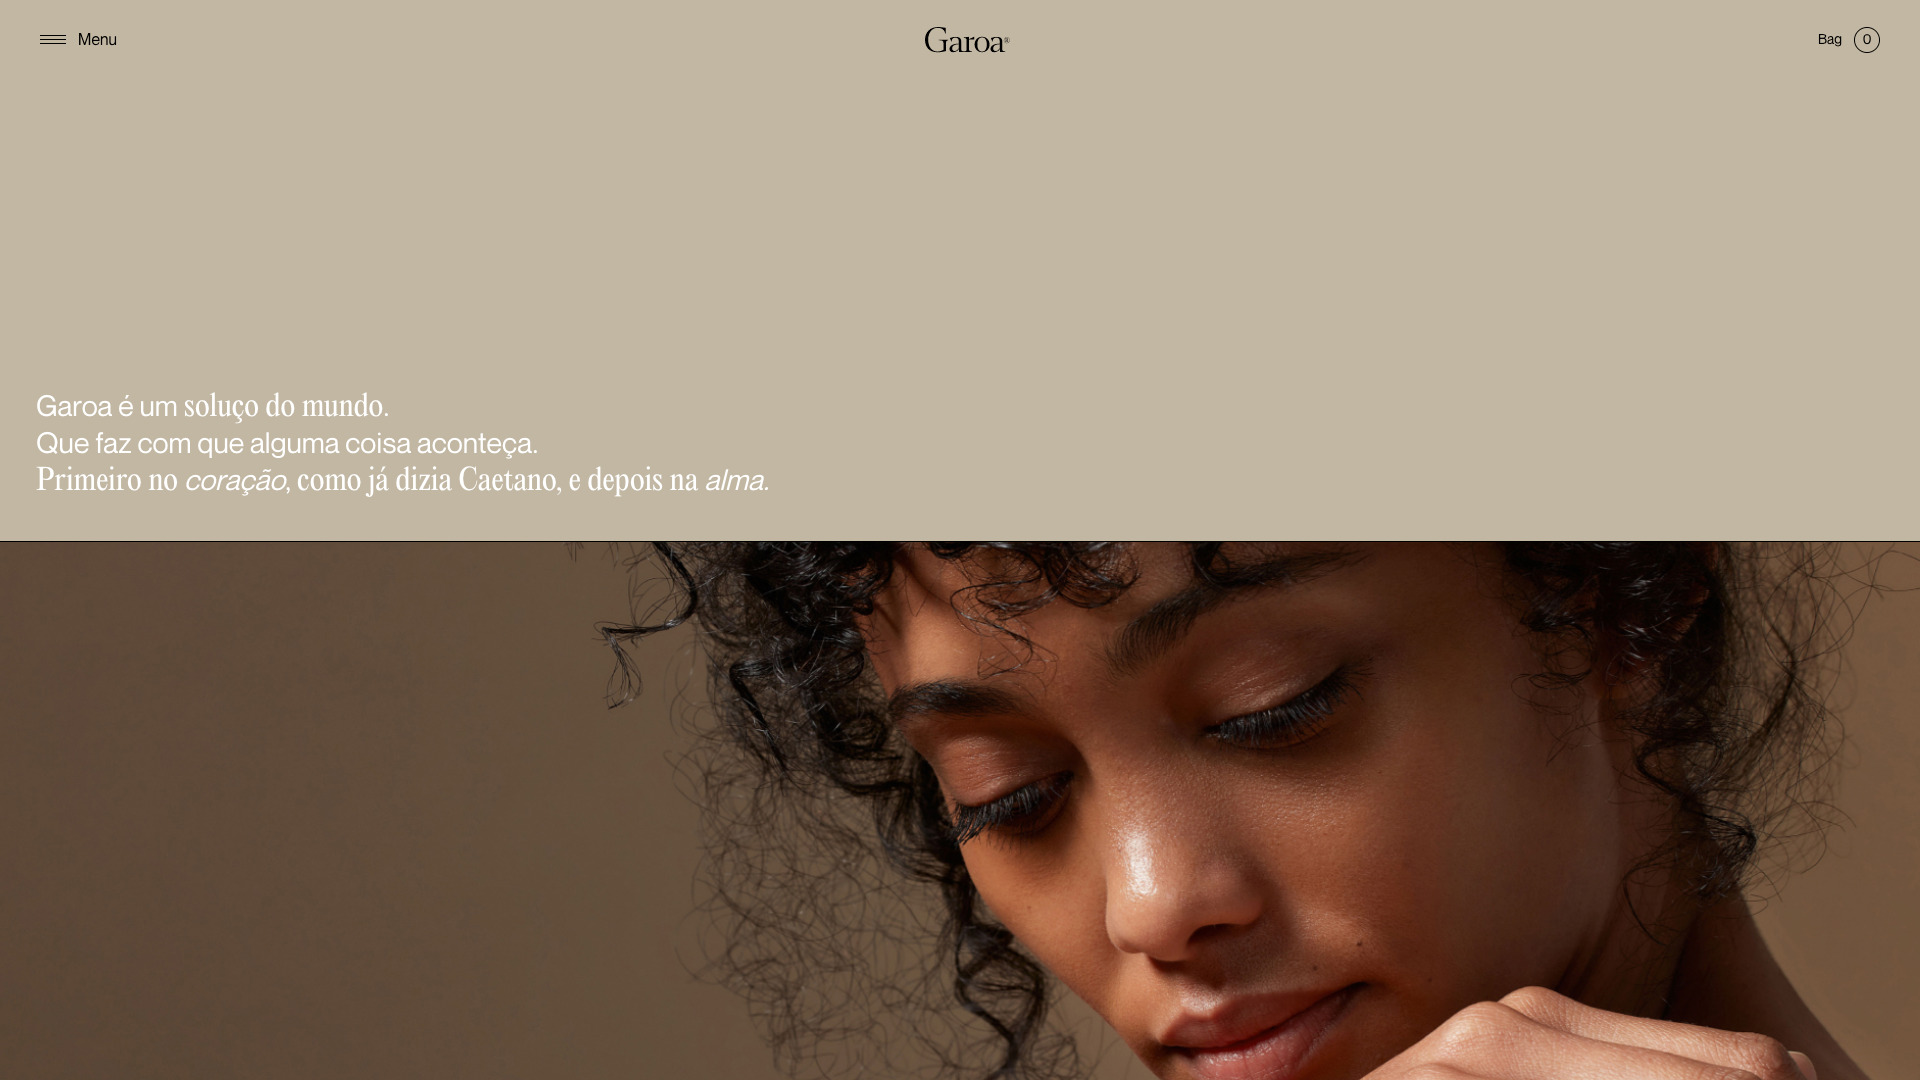 Menu
Garoa®
Bag 0
Garoa é um soluço do mundo.
Que faz com que alguma coisa aconteça.
Primeiro no coração, como já dizia Caetano, e depois na alma.